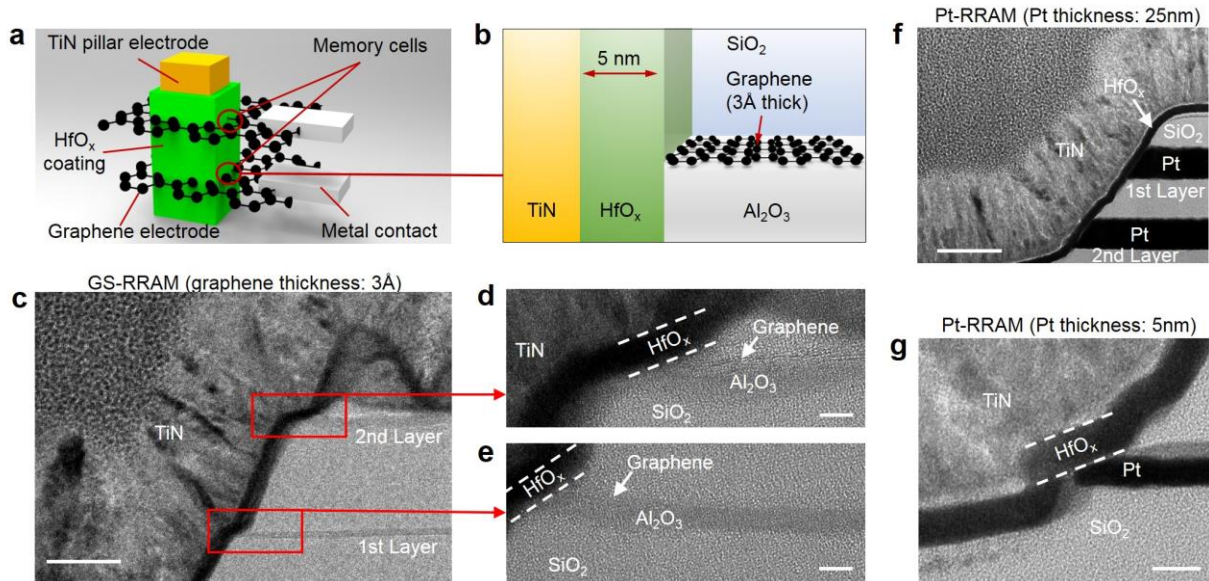 a
TiN pillar electrode
Memory cells
HfOx
coating
Graphene electrode
Metal contact
b
SiO2
5 nm
Graphene
(3Å thick)
TiN
HfOx
Al2O3
Pt-RRAM (Pt thickness: 25nm)
f
HfOx
TiN
SiO2
Pt
1st Layer
Pt
2nd Layer
GS-RRAM (graphene thickness: 3Å)
c
TiN
2nd Layer
1st Layer
d
TiN
HfOx
Graphene
Al2O3
SiO2
e
HfOx
Graphene
Al2O3
SiO2
Pt-RRAM (Pt thickness: 5nm)
g
TiN
HfOx
Pt
SiO2